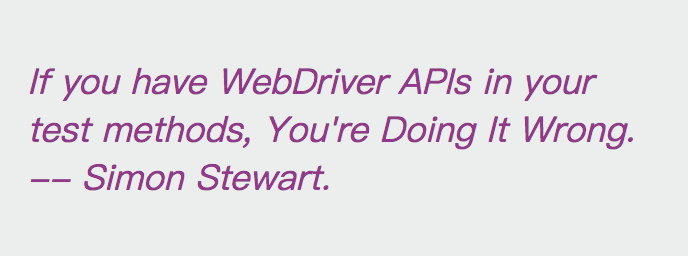 If you have WebDriver APIs in your
test methods, You're Doing It Wrong.
-- Simon Stewart.